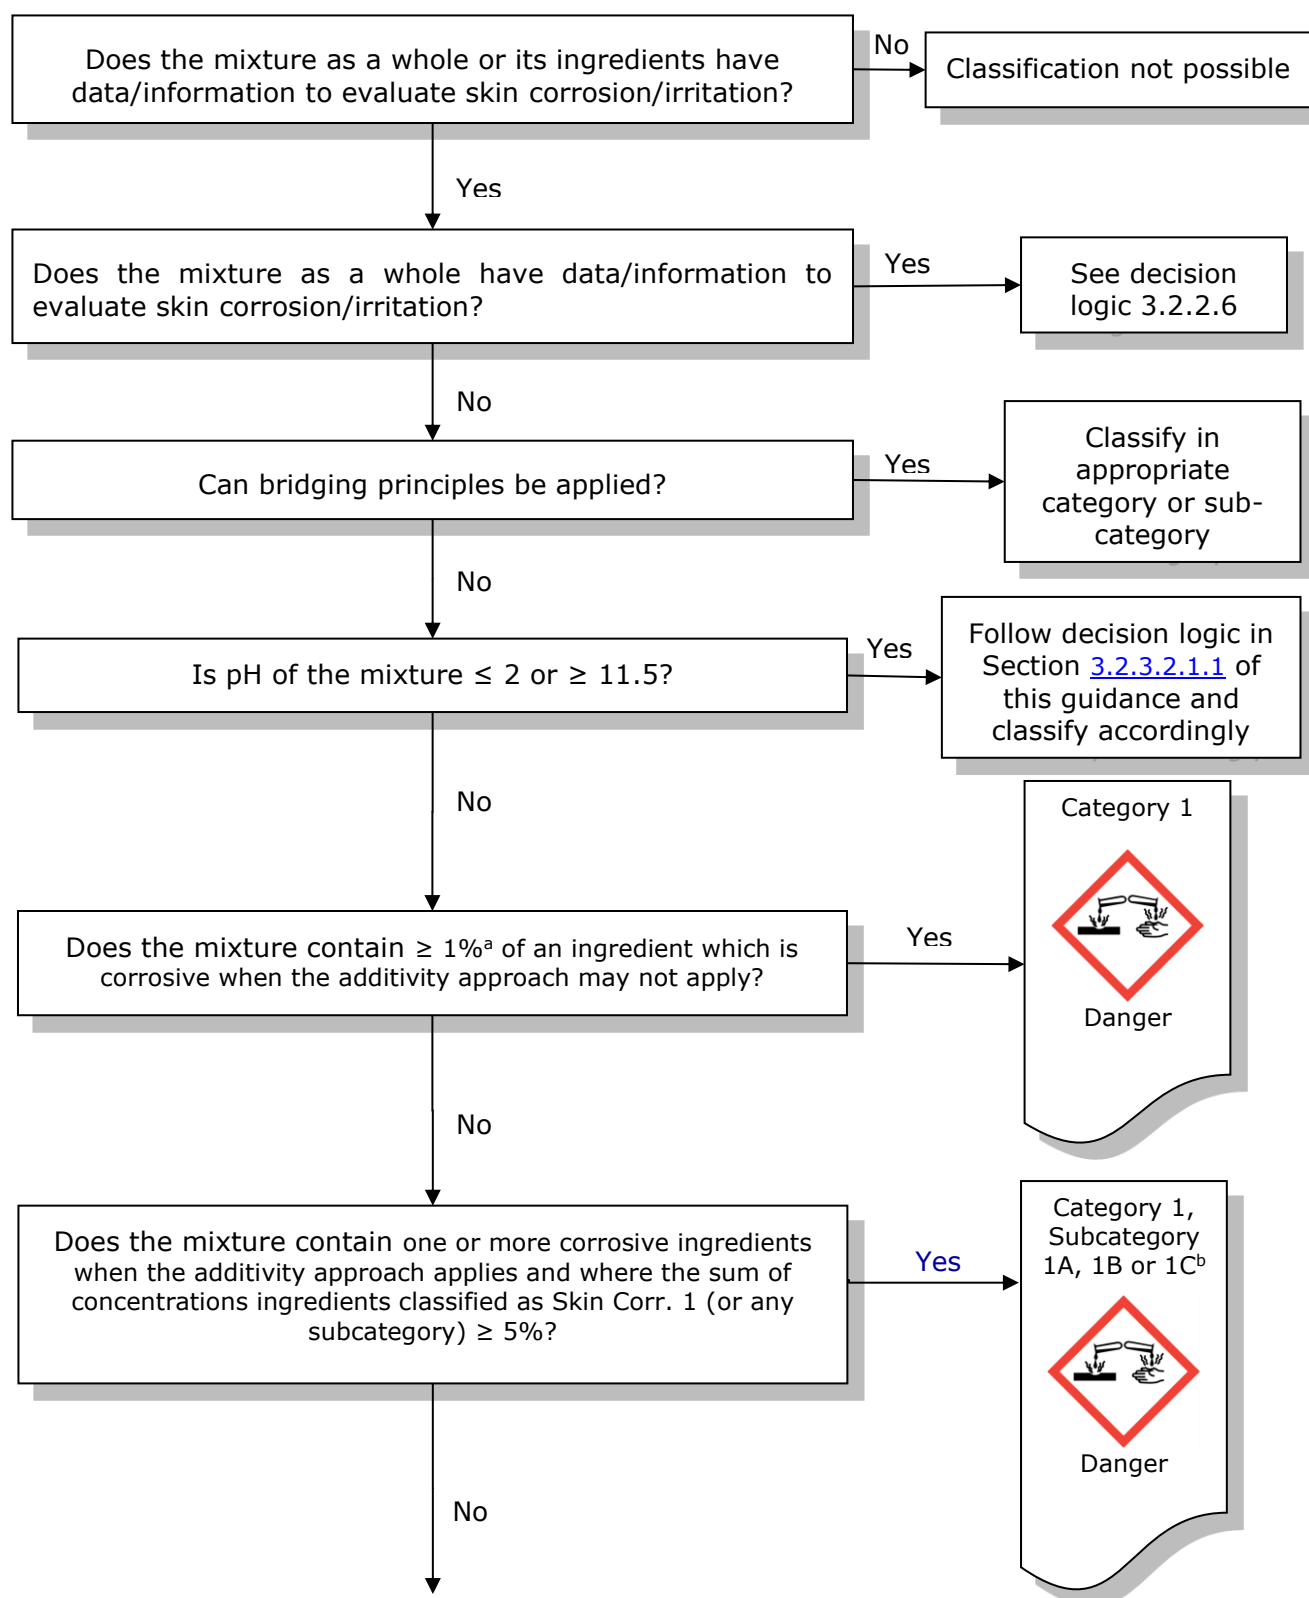 Does the mixture as a whole or its ingredients have
data/information to evaluate skin corrosion/irritation?
No
Classification not possible
Yes
Does the mixture as a whole have data/information to
evaluate skin corrosion/irritation?
Yes
See decision
logic 3.2.2.6
No
Can bridging principles be applied?
Yes
Classify in
appropriate
category or sub-
category
No
Is pH of the mixture ≤ 2 or ≥ 11.5?
Yes
Follow decision logic in
Section 3.2.3.2.1.1 of
this guidance and
classify accordingly
No
Does the mixture contain ≥ 1%ᵃ of an ingredient which is
corrosive when the additivity approach may not apply?
Yes
Category 1
Danger
No
Does the mixture contain one or more corrosive ingredients
when the additivity approach applies and where the sum of
concentrations ingredients classified as Skin Corr. 1 (or any
subcategory) ≥ 5%?
Yes
Category 1,
Subcategory
1A, 1B or 1Cᵇ
Danger
No